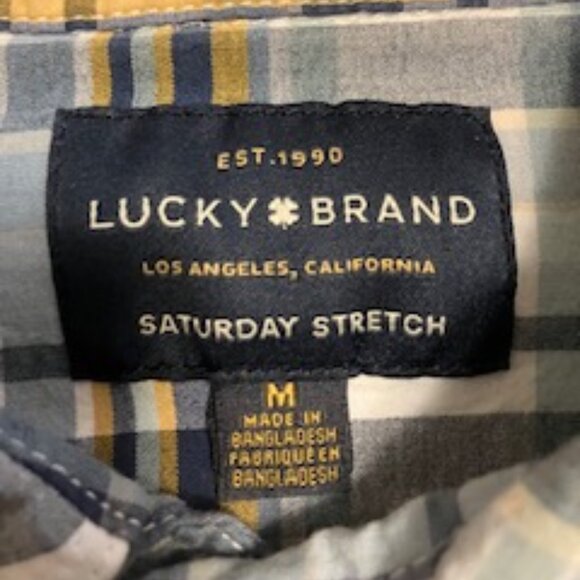 EST. 1990
LUCKY BRAND
LOS ANGELES, CALIFORNIA
SATURDAY STRETCH
M
MADE IN
BANGLADESH
FABRIQUE EN
BANGLADESH